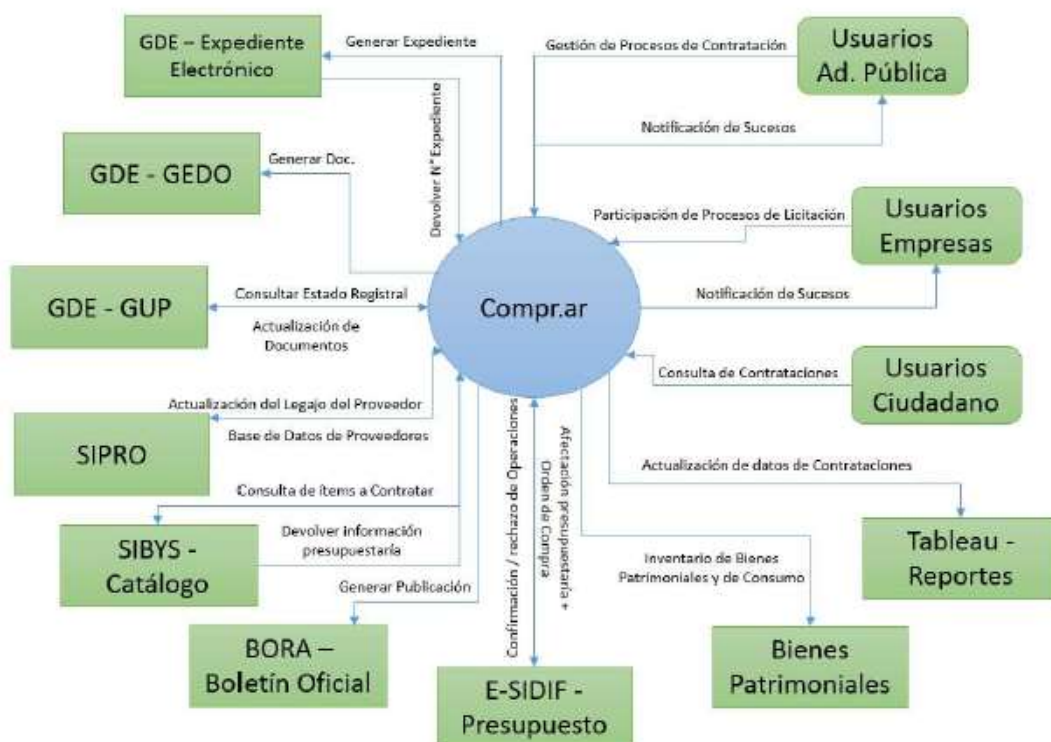 GDE – Expediente
Electrónico
Generar Expediente
Gestión de Procesos de Contratación
Usuarios
Ad. Pública
Devolver N° Expediente
Notificación de Sucesos
GDE - GEDO
Generar Doc.
Participación de Procesos de Licitación
Usuarios
Empresas
GDE - GUP
Consultar Estado Registral
Actualización de
Documentos
Compr.ar
Notificación de Sucesos
Consulta de Contrataciones
Usuarios
Ciudadano
SIPRO
Actualización del Legajo del Proveedor
Base de Datos de Proveedores
Confirmación / rechazo de Operaciones
Afectación presupuestaría +
Orden de Compra
Actualización de datos de Contrataciones
Tableau -
Reportes
SIBYS -
Catálogo
Consulta de ítems a Contratar
Devolver información
presupuestaría
Inventario de Bienes
Patrimoniales y de Consumo
Generar Publicación
BORA –
Boletín Oficial
E-SIDIF -
Presupuesto
Bienes
Patrimoniales